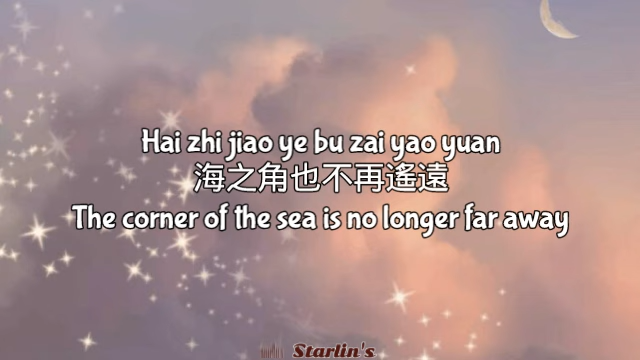 Hai zhi jiao ye bu zai yao yuan
海之角也不再遙遠
The corner of the sea is no longer far away
Starlin's